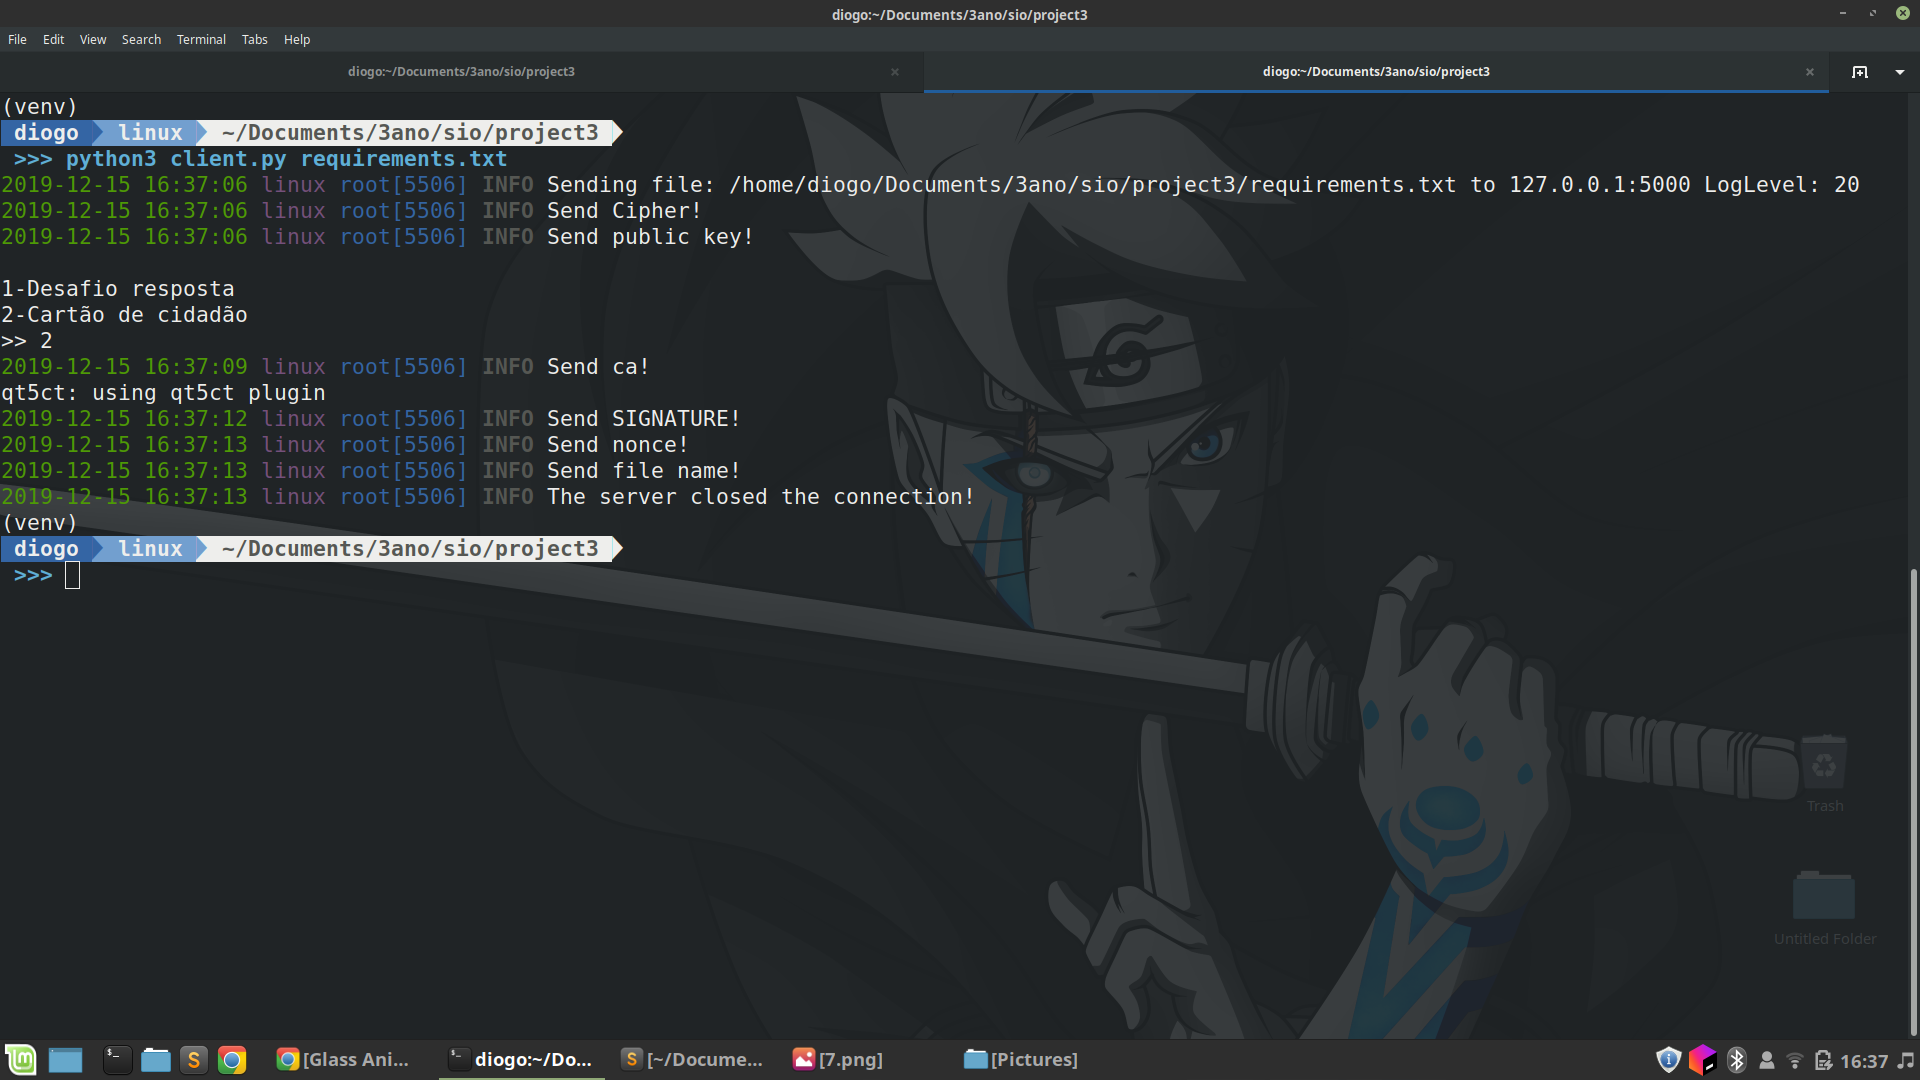 diogo:~/Documents/3ano/sio/project3
File Edit View Search Terminal Tabs Help
diogo:~/Documents/3ano/sio/project3 × diogo:~/Documents/3ano/sio/project3 ×
(venv)
diogo linux ~/Documents/3ano/sio/project3
>>> python3 client.py requirements.txt
2019-12-15 16:37:06 linux root[5506] INFO Sending file: /home/diogo/Documents/3ano/sio/project3/requirements.txt to 127.0.0.1:5000 LogLevel: 20
2019-12-15 16:37:06 linux root[5506] INFO Send Cipher!
2019-12-15 16:37:06 linux root[5506] INFO Send public key!
1-Desafio resposta
2-Cartão de cidadão
>> 2
2019-12-15 16:37:09 linux root[5506] INFO Send ca!
qt5ct: using qt5ct plugin
2019-12-15 16:37:12 linux root[5506] INFO Send SIGNATURE!
2019-12-15 16:37:13 linux root[5506] INFO Send nonce!
2019-12-15 16:37:13 linux root[5506] INFO Send file name!
2019-12-15 16:37:13 linux root[5506] INFO The server closed the connection!
(venv)
diogo linux ~/Documents/3ano/sio/project3
>>>
Trash
Untitled Folder
[Glass Ani... diogo:~/Do... [~/Docume... [7.png] [Pictures] 16:37